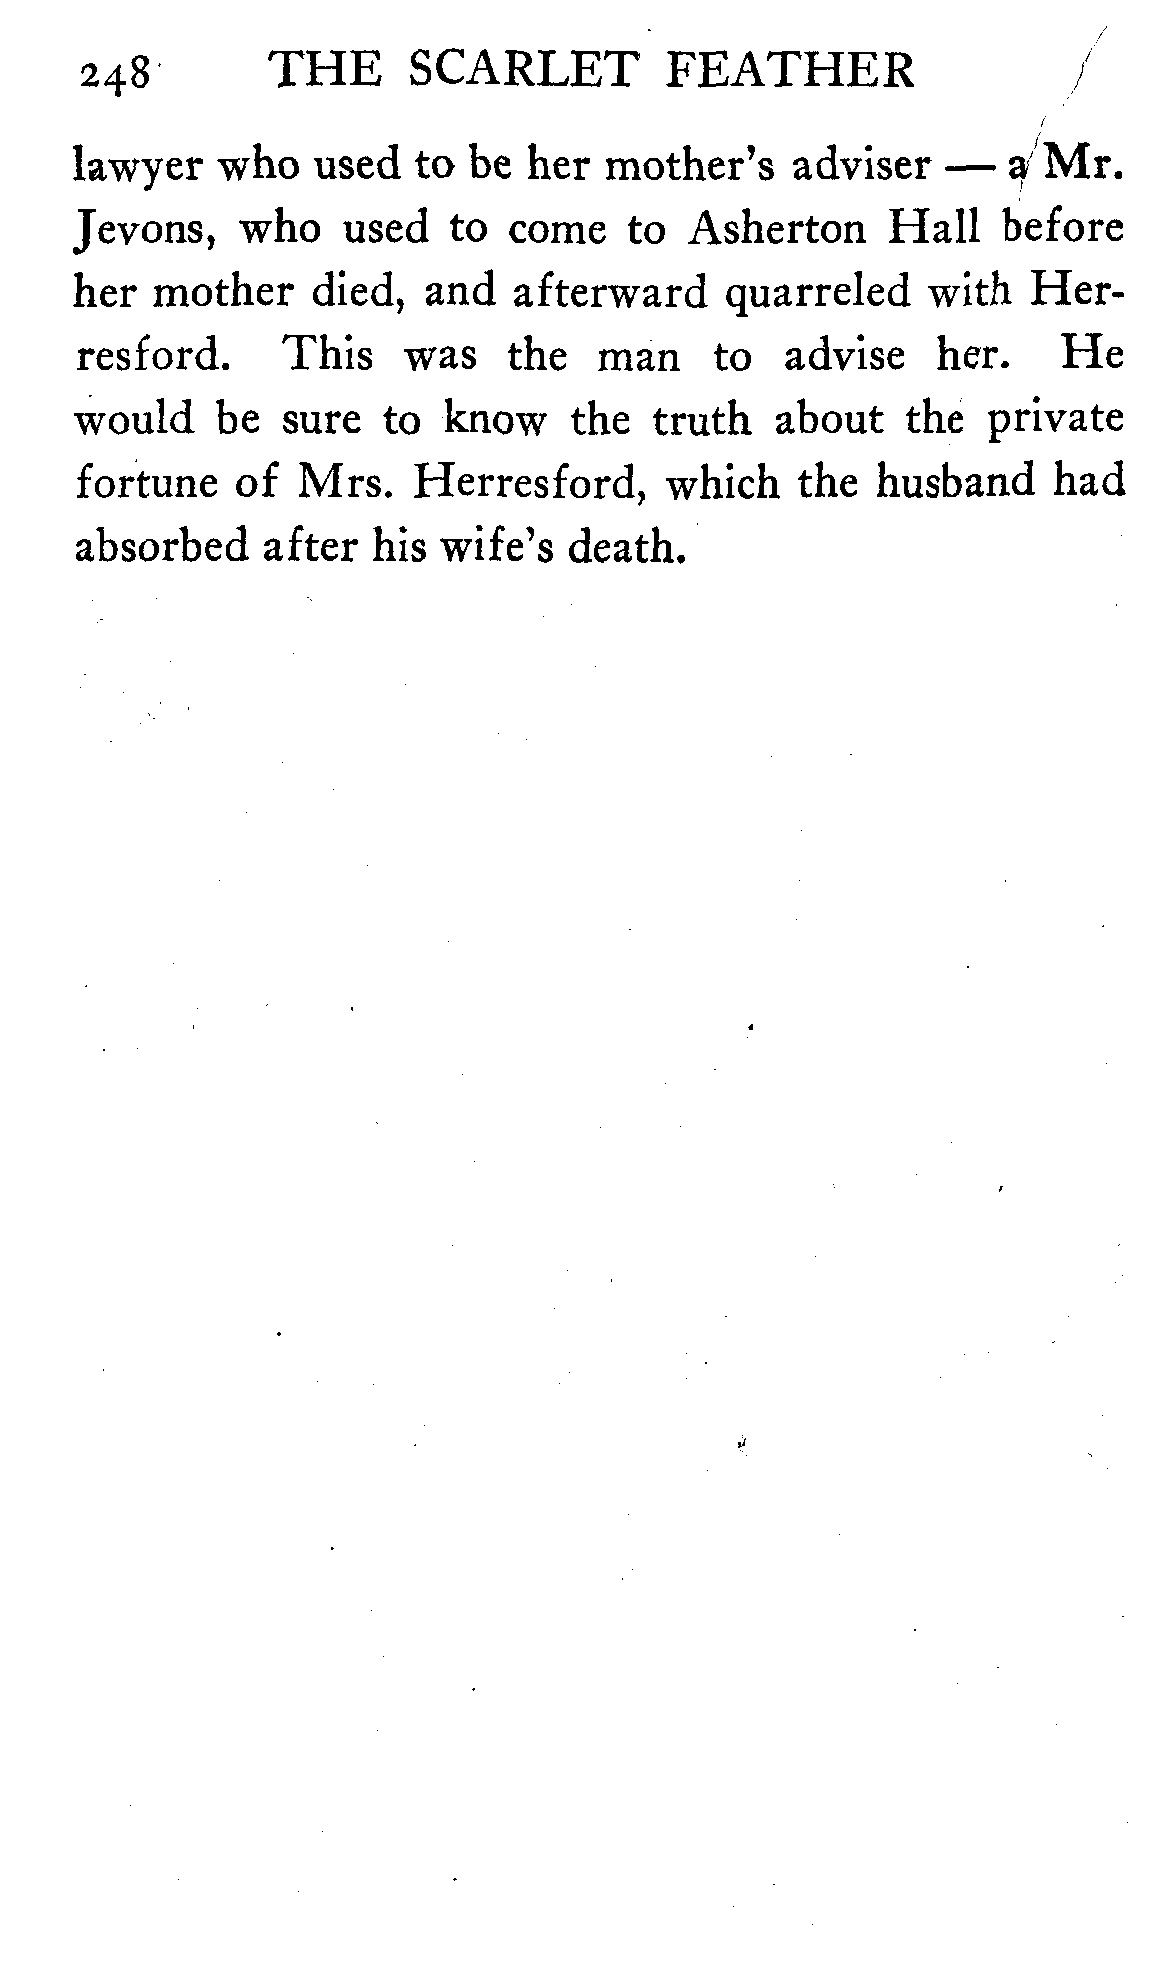 248 THE SCARLET FEATHER
lawyer who used to be her mother's adviser — a Mr.
Jevons, who used to come to Asherton Hall before
her mother died, and afterward quarreled with Her-
resford. This was the man to advise her. He
would be sure to know the truth about the private
fortune of Mrs. Herresford, which the husband had
absorbed after his wife's death.